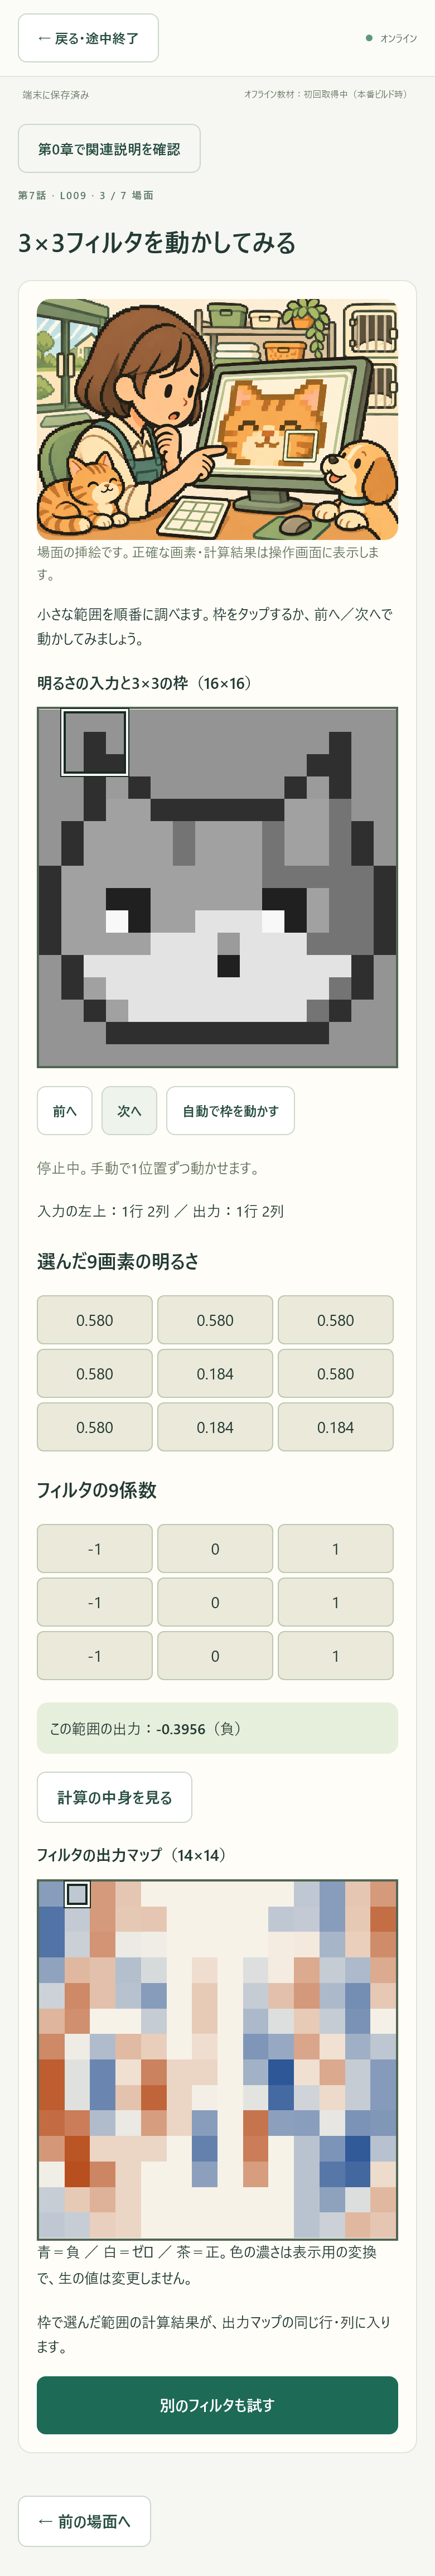 ← 戻る・途中終了
オンライン
端末に保存済み
オフライン教材：初回取得中（本番ビルド時）
第0章で関連説明を確認
第7話 · L009 · 3 / 7 場面
3×3フィルタを動かしてみる
場面の挿絵です。正確な画素・計算結果は操作画面に表示しま
す。
小さな範囲を順番に調べます。枠をタップするか、前へ／次へで
動かしてみましょう。
明るさの入力と3×3の枠（16×16）
前へ
次へ
自動で枠を動かす
停止中。手動で1位置ずつ動かせます。
入力の左上：1行 2列 ／ 出力：1行 2列
選んだ9画素の明るさ
0.580 0.580 0.580
0.580 0.184 0.580
0.580 0.184 0.184
フィルタの9係数
-1 0 1
-1 0 1
-1 0 1
この範囲の出力：-0.3956（負）
計算の中身を見る
フィルタの出力マップ（14×14）
青＝負 ／ 白＝ゼロ ／ 茶＝正。色の濃さは表示用の変換
で、生の値は変更しません。
枠で選んだ範囲の計算結果が、出力マップの同じ行・列に入り
ます。
別のフィルタも試す
← 前の場面へ